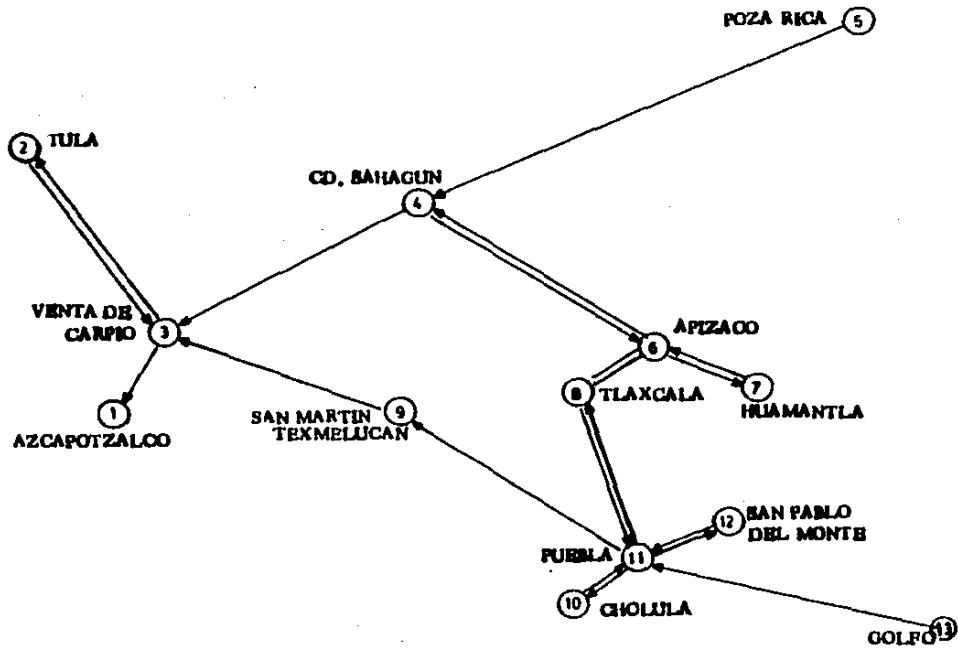 POZA RICA 5
2 TULA
CD. SAHAGUN
4
VENTA DE
CARPIO 3
APIZACO
6
7
HUAMANTLA
8 TLAXCALA
1
AZCAPOTZALCO
9
SAN MARTIN
TEXMELUCAN
12 SAN PABLO
DEL MONTE
PUEBLA 11
10 CHOLULA
GOLFO 13